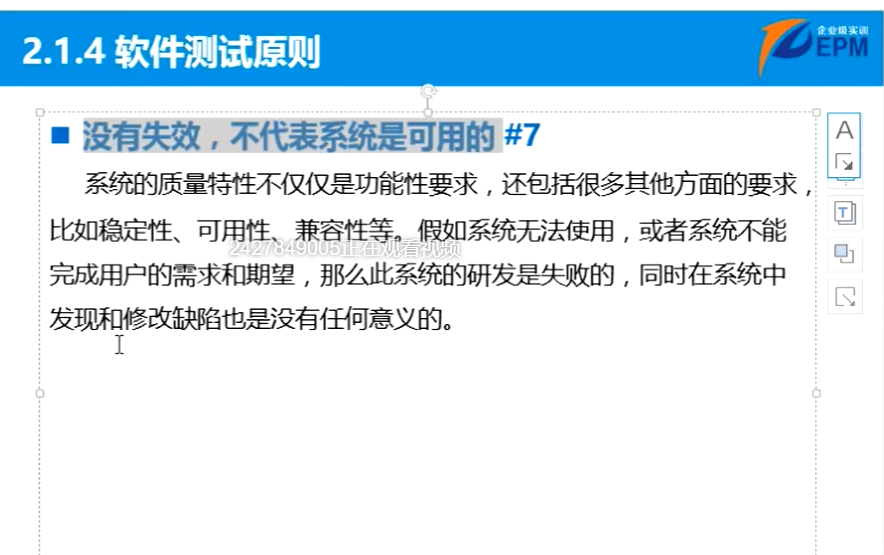 2.1.4 软件测试原则
企业级实训
EPM
■ 没有失效，不代表系统是可用的 #7
系统的质量特性不仅仅是功能性要求，还包括很多其他方面的要求，
比如稳定性、可用性、兼容性等。假如系统无法使用，或者系统不能
2427849005正在观看视频
完成用户的需求和期望，那么此系统的研发是失败的，同时在系统中
发现和修改缺陷也是没有任何意义的。
A
T